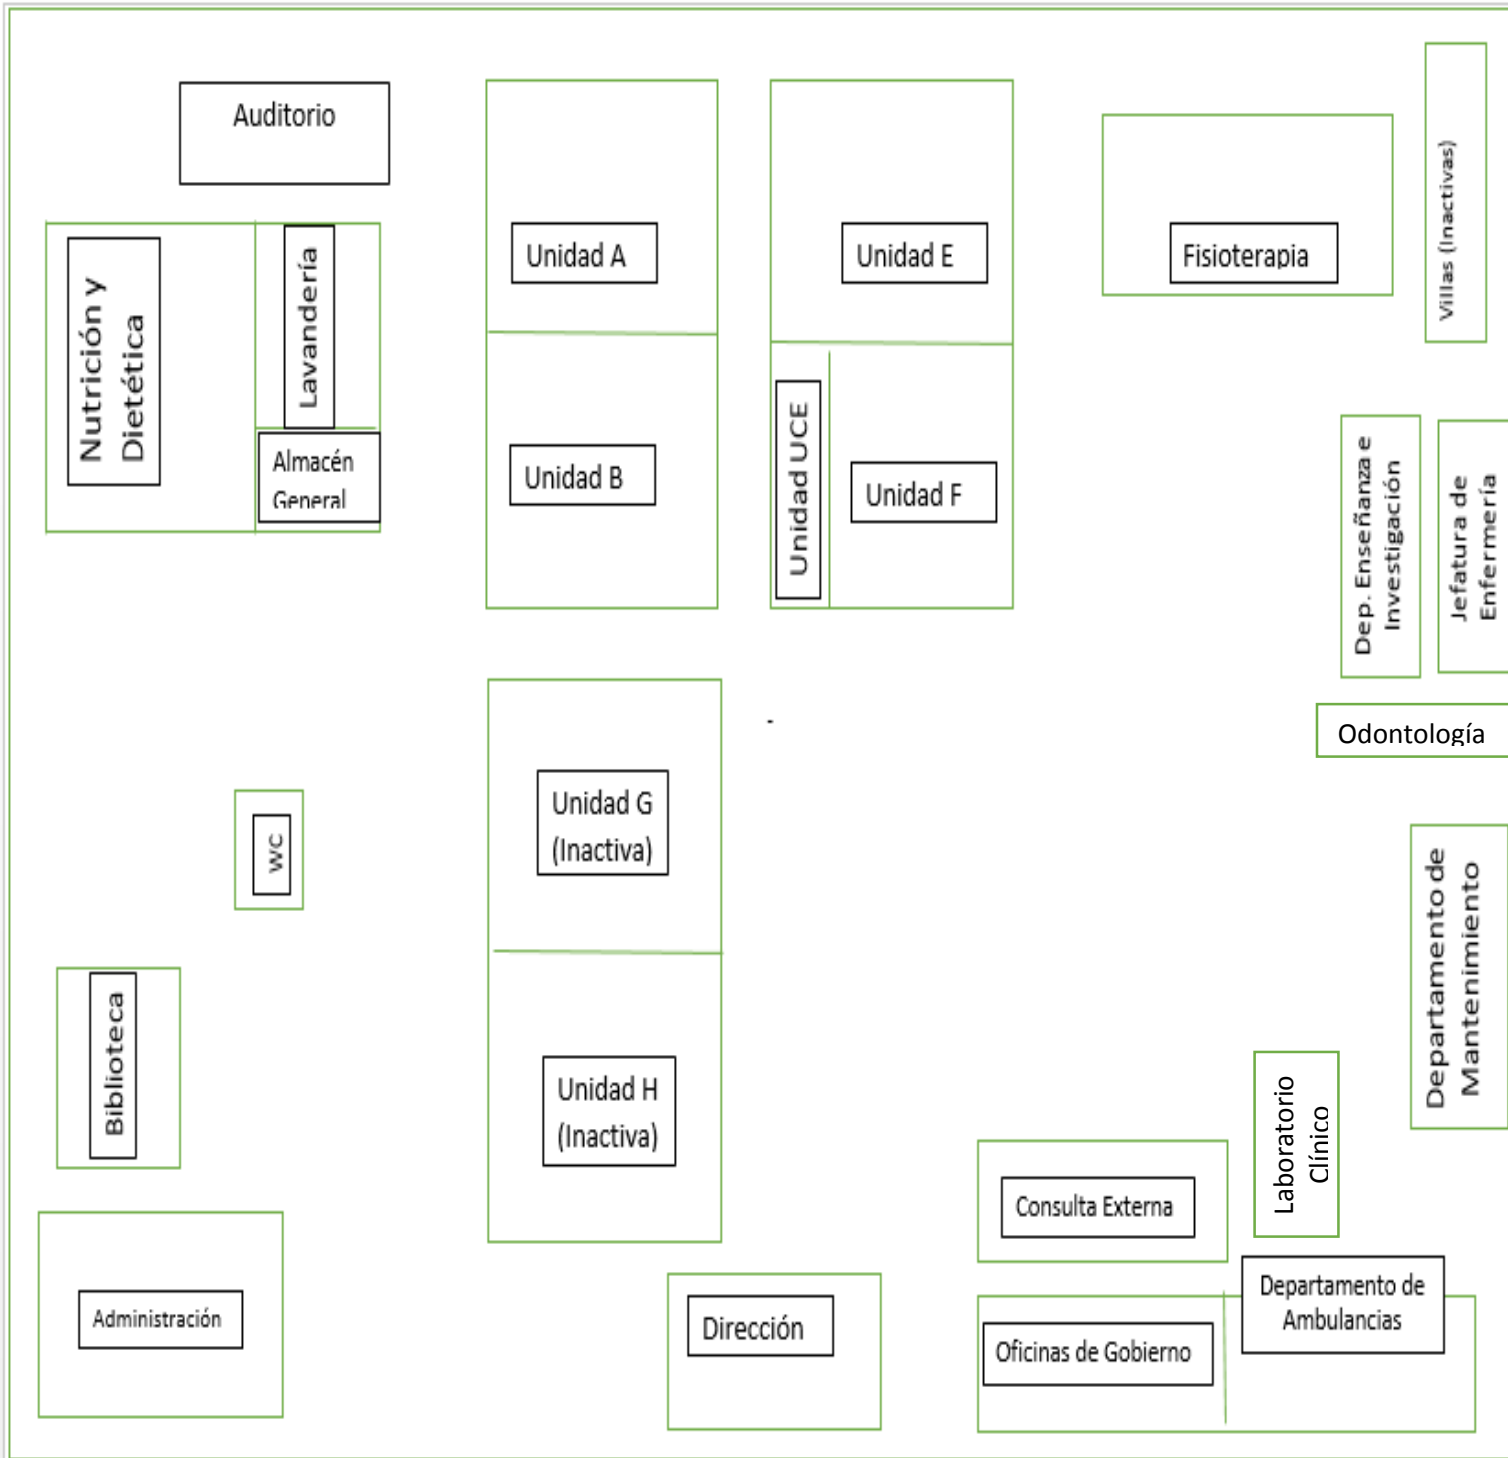 Auditorio
Nutrición y
Dietética
Lavandería
Almacén
General
Unidad A
Unidad B
Unidad E
Unidad UCE
Unidad F
Fisioterapia
Villas (Inactivas)
Dep. Enseñanza e
Investigación
Jefatura de
Enfermería
Odontología
Unidad G
(Inactiva)
wc
Departamento de
Mantenimiento
Biblioteca
Unidad H
(Inactiva)
Laboratorio
Clínico
Consulta Externa
Administración
Dirección
Oficinas de Gobierno
Departamento de
Ambulancias